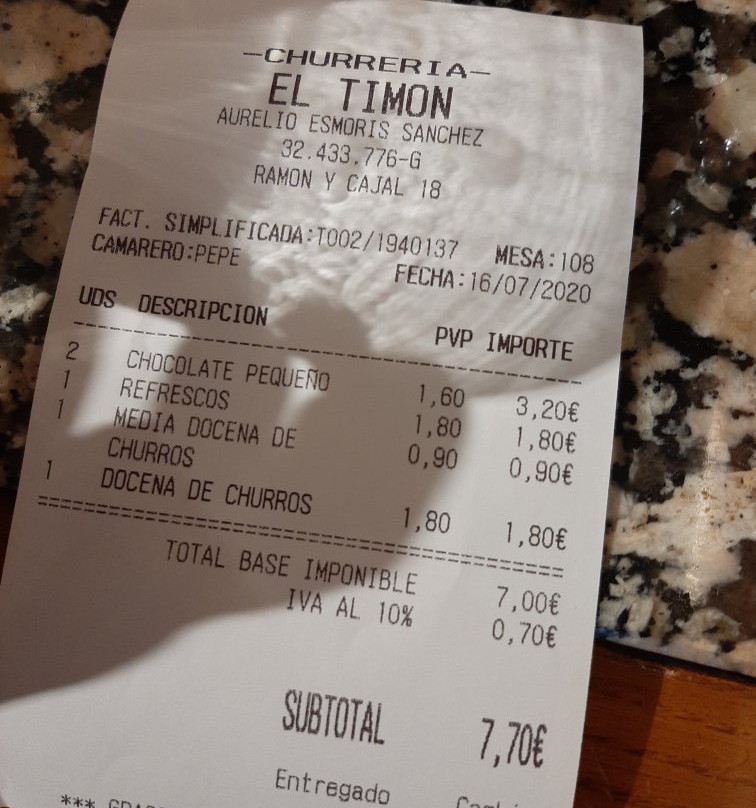 -CHURRERIA-
EL TIMON
AURELIO ESMORIS SANCHEZ
32.433.776-G
RAMON Y CAJAL 18
FACT. SIMPLIFICADA:T002/1940137 MESA:108
CAMARERO:PEPE FECHA:16/07/2020
UDS DESCRIPCION PVP IMPORTE
2 CHOCOLATE PEQUEÑO 1,60 3,20€
1 REFRESCOS 1,80 1,80€
1 MEDIA DOCENA DE 0,90 0,90€
CHURROS
1 DOCENA DE CHURROS 1,80 1,80€
TOTAL BASE IMPONIBLE 7,00€
IVA AL 10% 0,70€
SUBTOTAL 7,70€
Entregado
***